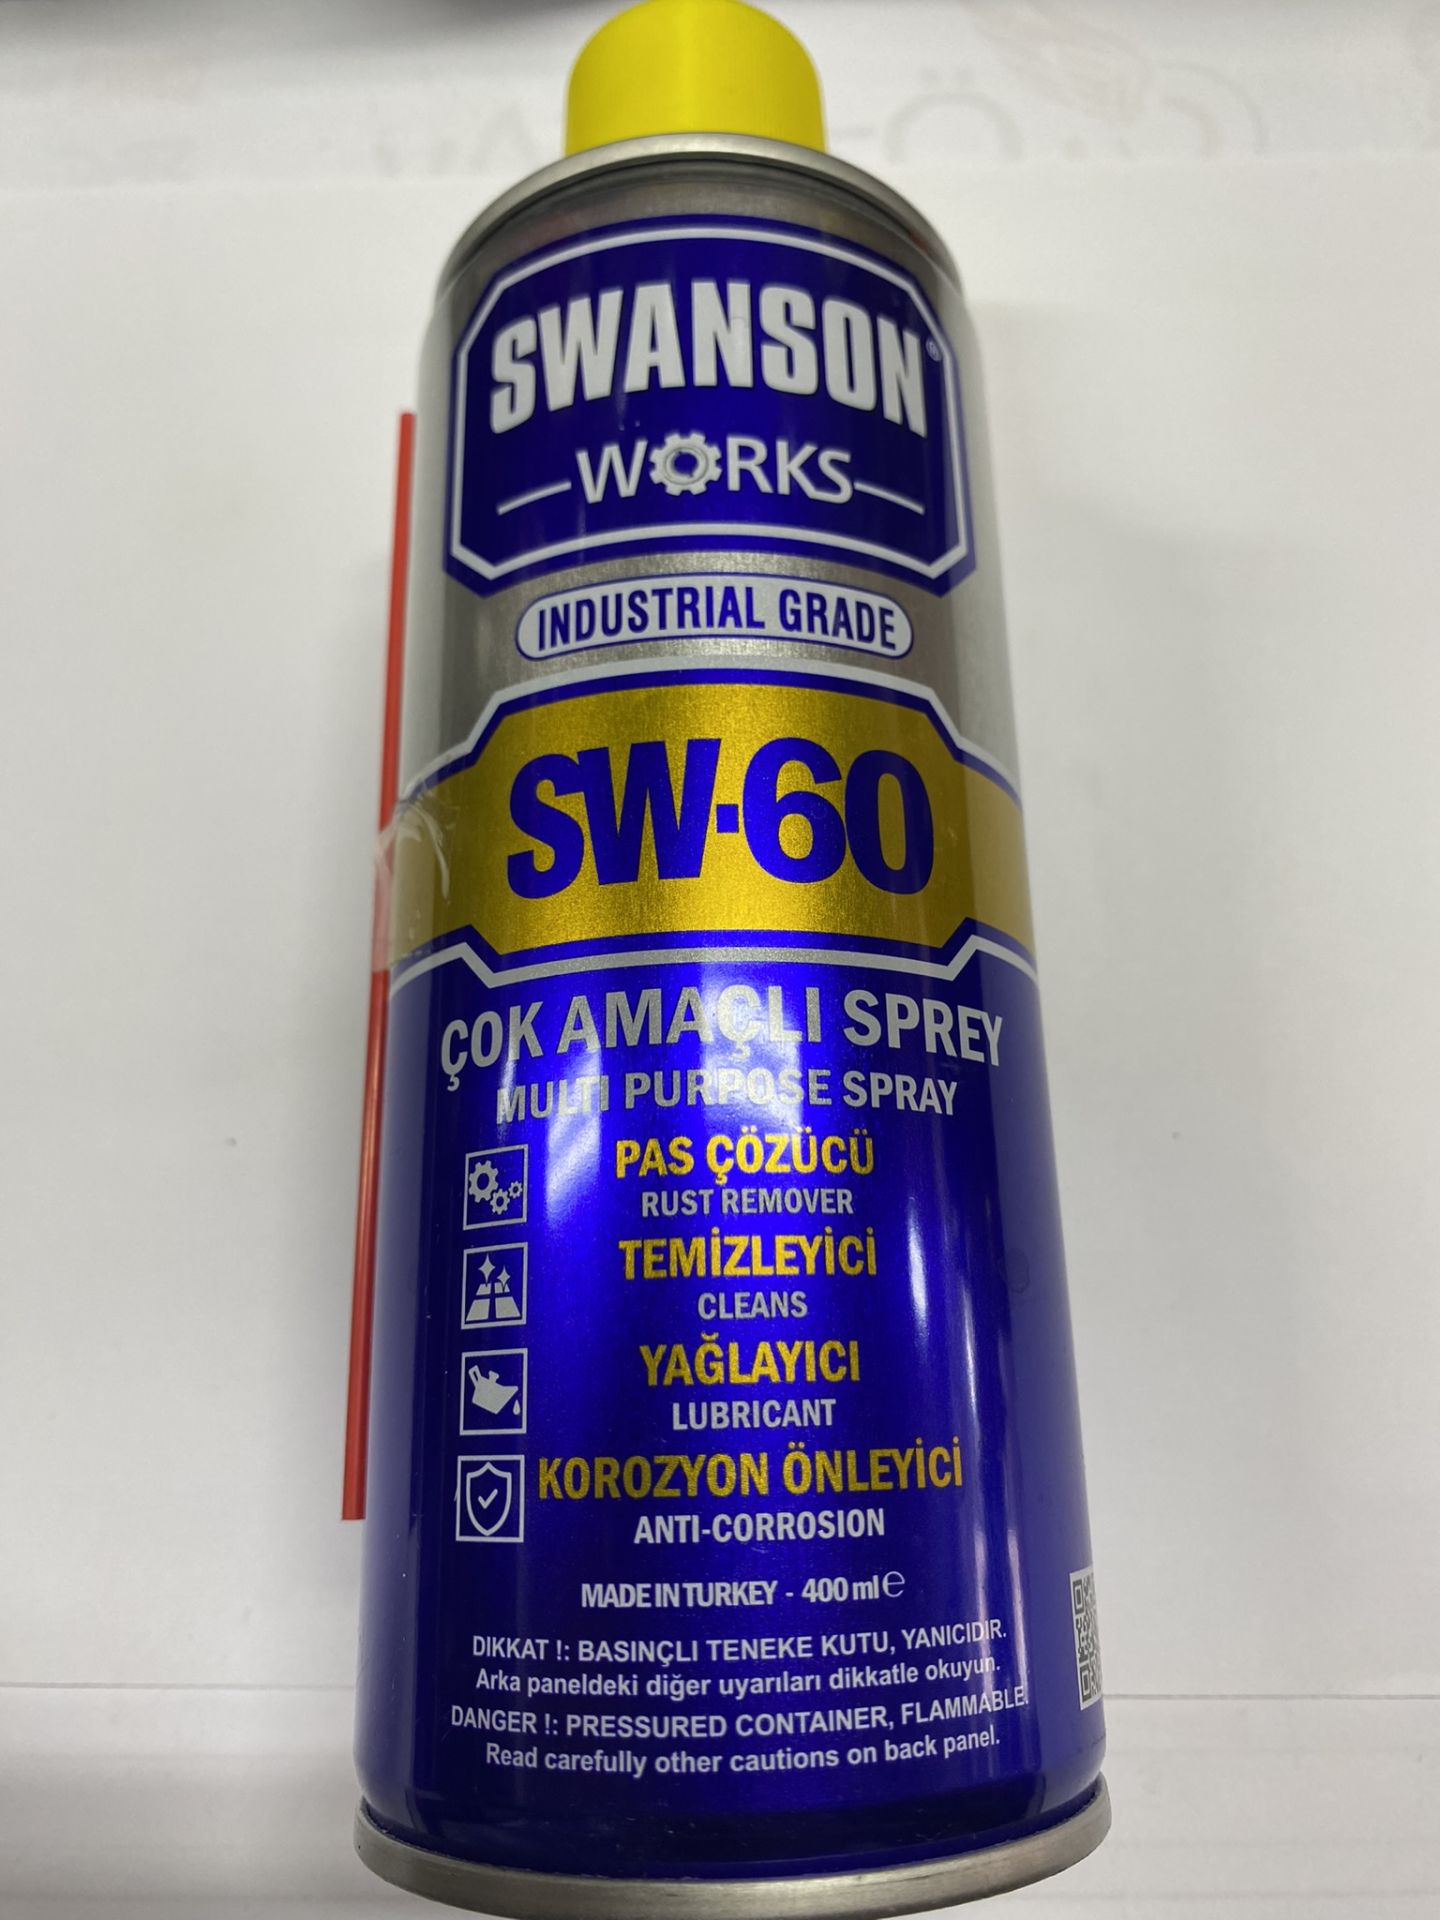 SWANSON®
WORKS
INDUSTRIAL GRADE
SW-60
ÇOK AMAÇLI SPREY
MULTI PURPOSE SPRAY
PAS ÇÖZÜCÜ
RUST REMOVER
TEMİZLEYİCİ
CLEANS
YAĞLAYICI
LUBRICANT
KOROZYON ÖNLEYİCİ
ANTI-CORROSION
MADE IN TURKEY - 400 ml ℮
DIKKAT !: BASINÇLI TENEKE KUTU, YANICIDIR.
Arka paneldeki diğer uyarıları dikkatle okuyun.
DANGER !: PRESSURED CONTAINER, FLAMMABLE.
Read carefully other cautions on back panel.